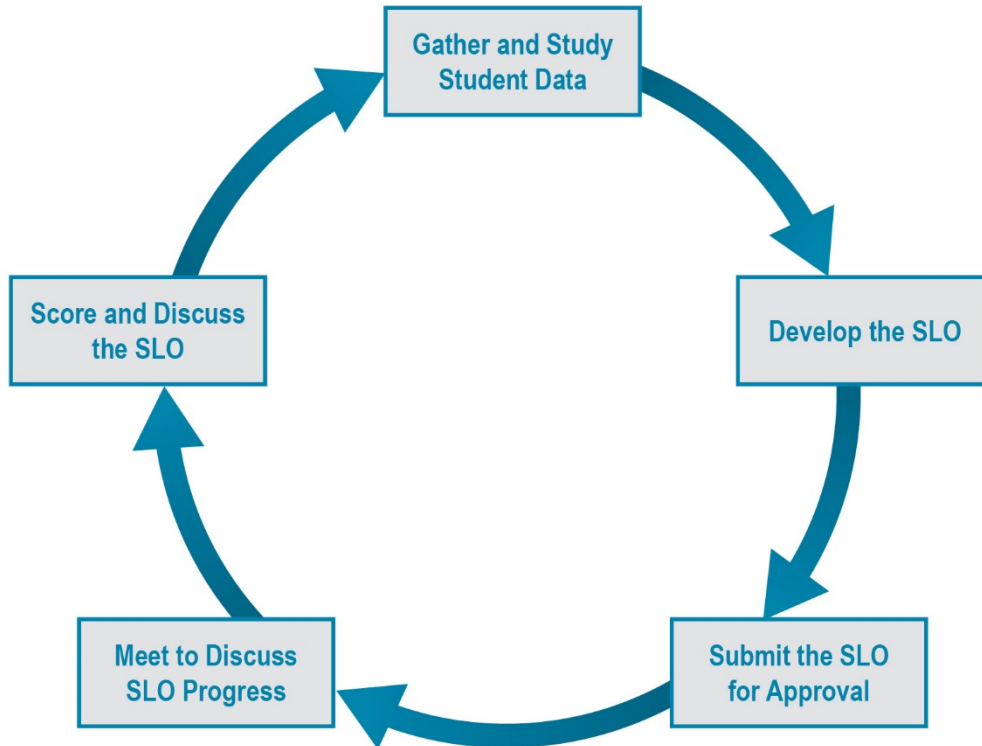 Gather and Study
Student Data
Develop the SLO
Submit the SLO
for Approval
Meet to Discuss
SLO Progress
Score and Discuss
the SLO